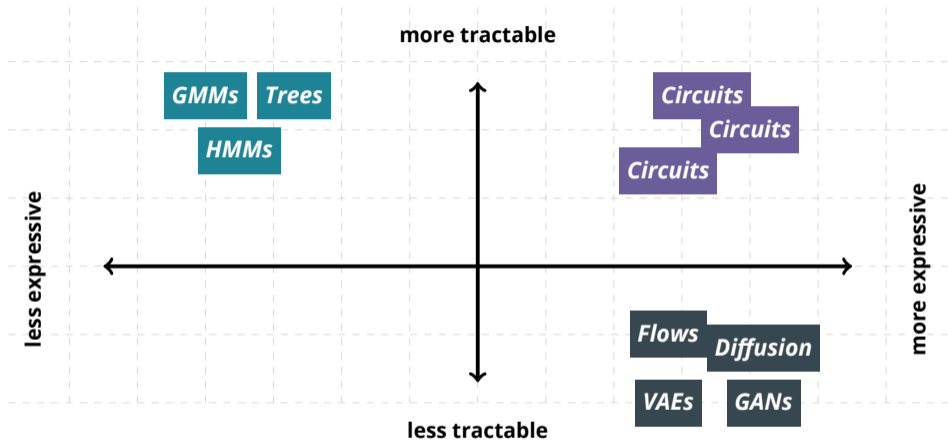 more tractable
GMMs
Trees
HMMs
Circuits
Circuits
Circuits
less expressive
more expressive
Flows
Diffusion
VAEs
GANs
less tractable